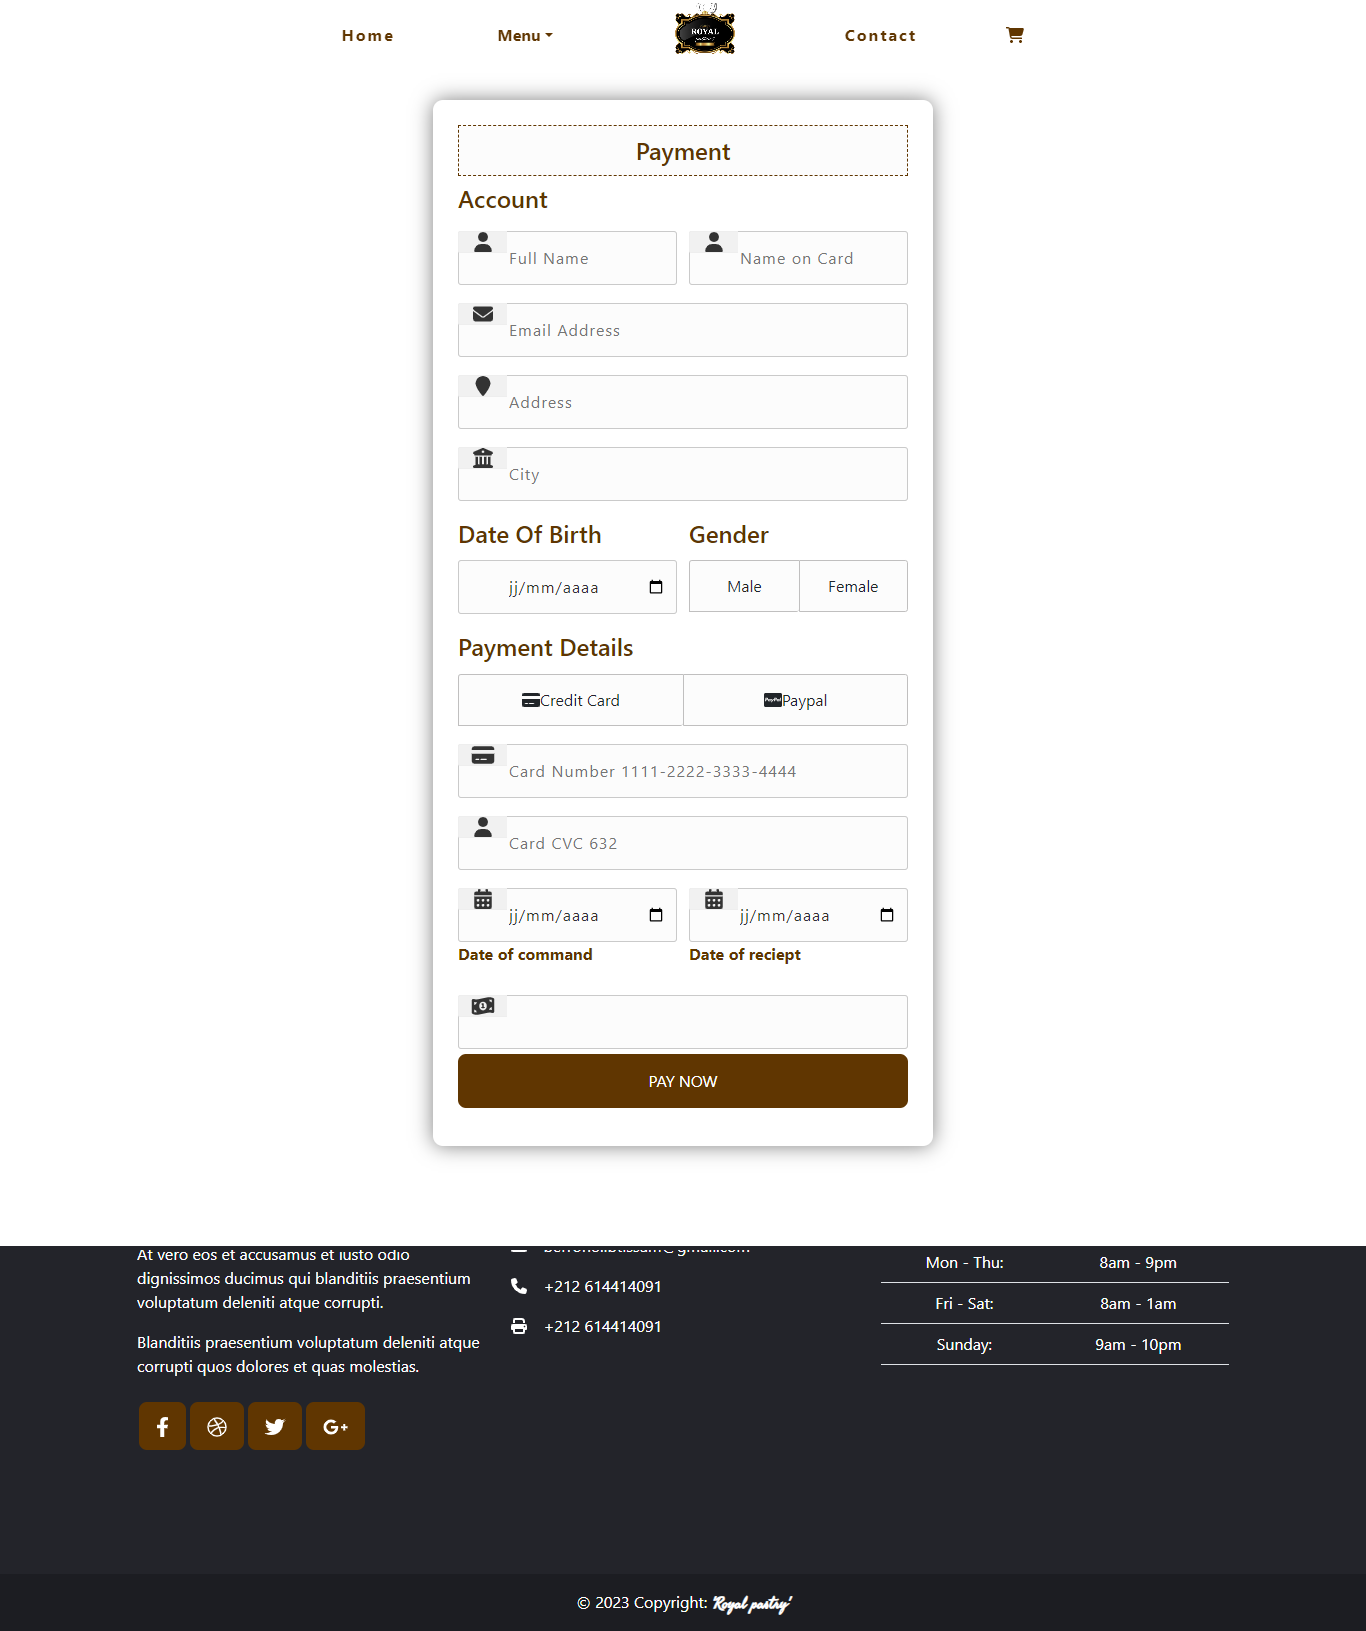 Home
Menu
ROYAL
Contact
Payment
Account
Full Name
Name on Card
Email Address
Address
City
Date Of Birth
Gender
jj/mm/aaaa
Male
Female
Payment Details
Credit Card
PayPal
Paypal
Card Number 1111-2222-3333-4444
Card CVC 632
jj/mm/aaaa
jj/mm/aaaa
Date of command
Date of reciept
PAY NOW
At vero eos et accusamus et iusto odio
dignissimos ducimus qui blanditiis praesentium
voluptatum deleniti atque corrupti.
Blanditiis praesentium voluptatum deleniti atque
corrupti quos dolores et quas molestias.
+212 614414091
+212 614414091
Mon - Thu: 8am - 9pm
Fri - Sat: 8am - 1am
Sunday: 9am - 10pm
© 2023 Copyright: 'Royal pastry'